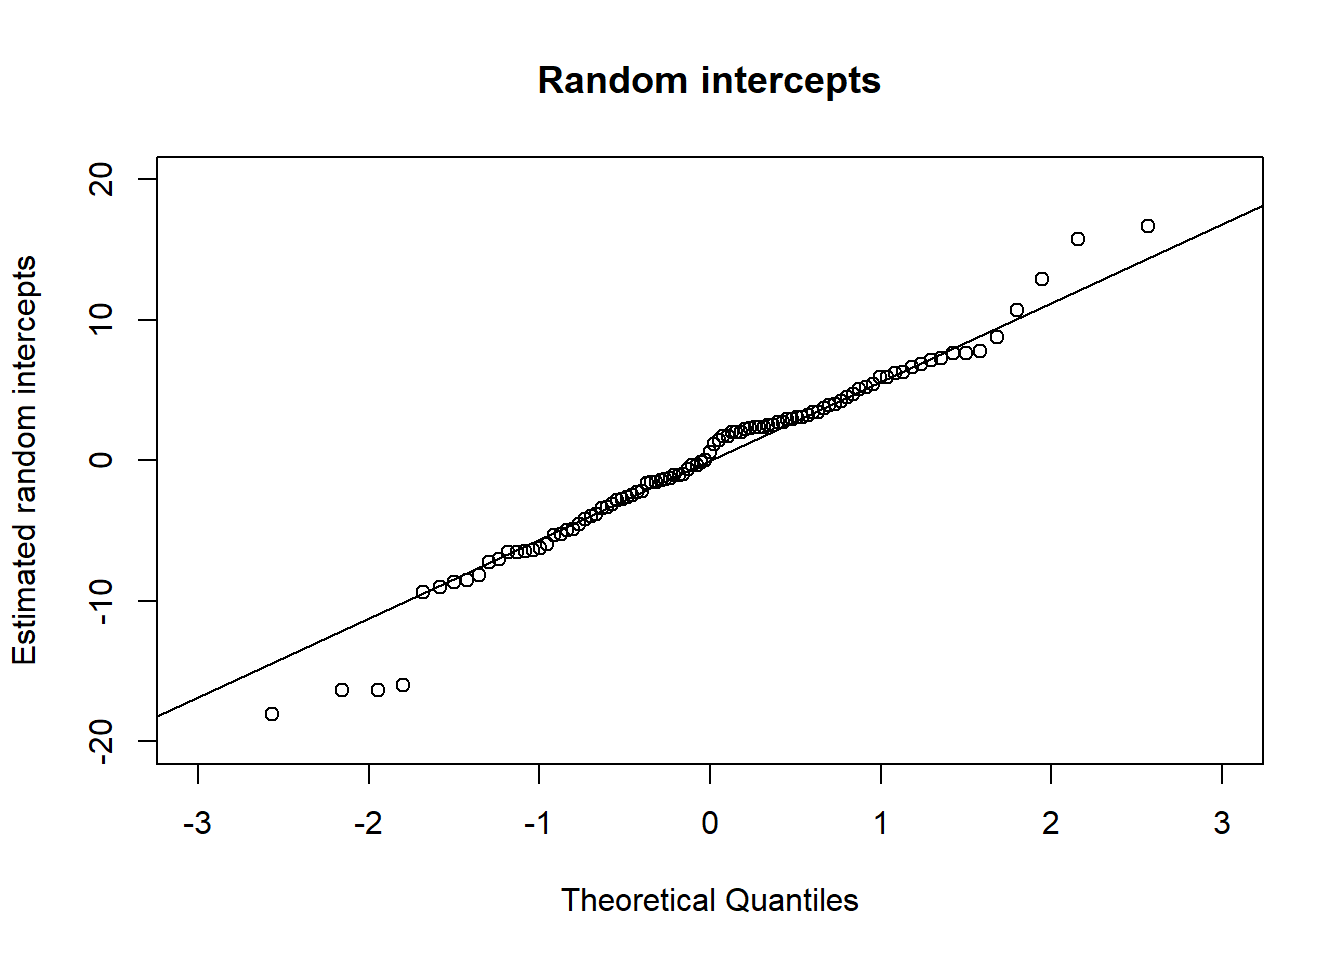 Random intercepts
Estimated random intercepts
20
10
0
-10
-20
-3 -2 -1 0 1 2 3
Theoretical Quantiles